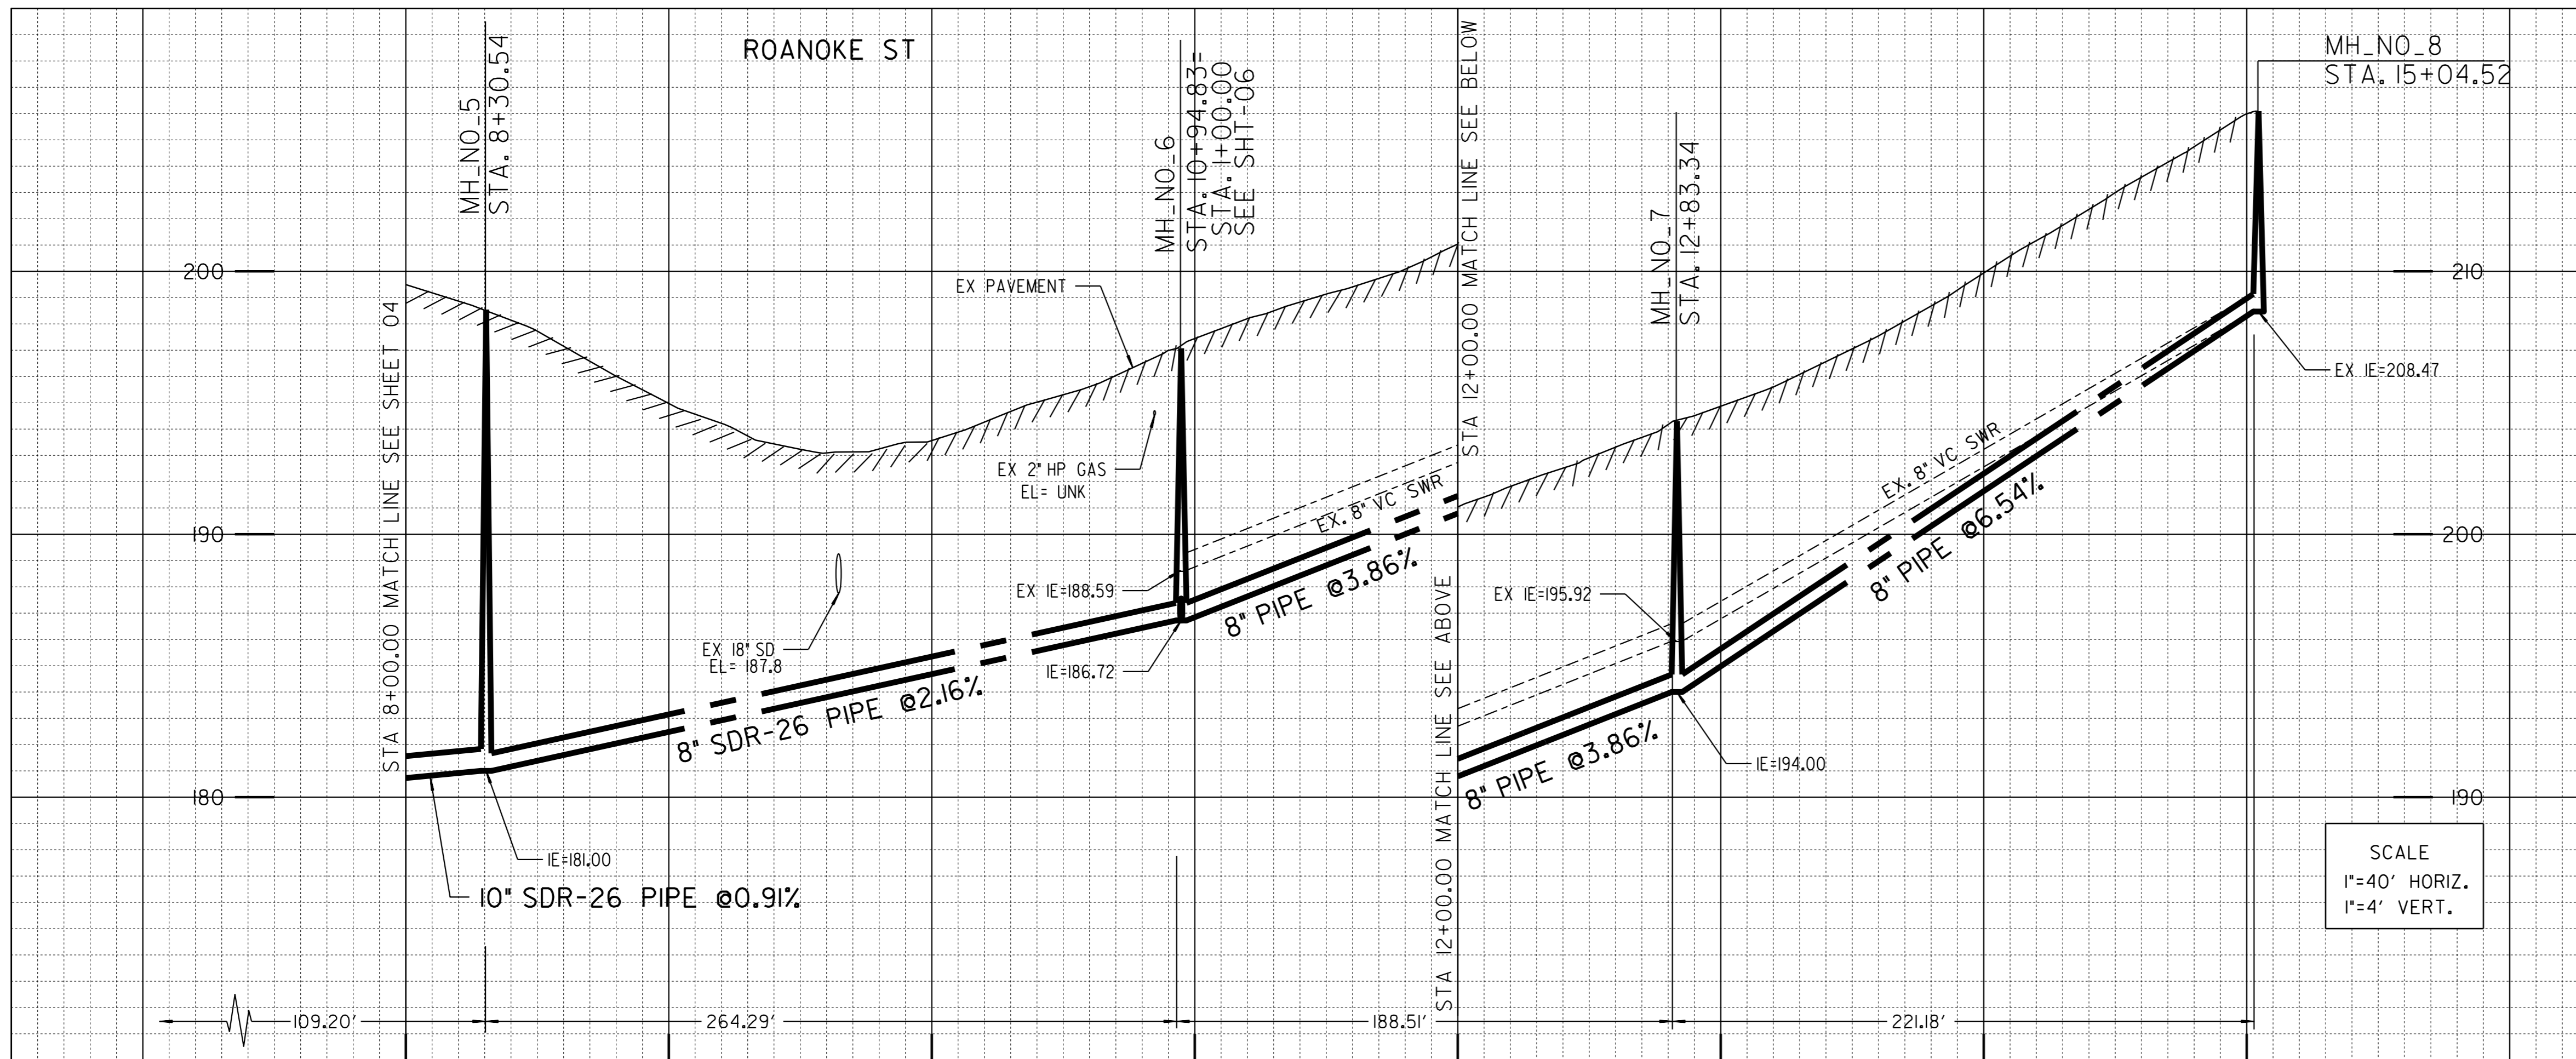 ROANOKE ST
MH_NO_5
STA. 8+30.54
MH_NO_6
STA. 10+94.83=
STA. 1+00.00
SEE SHT-06
STA 12+00.00 MATCH LINE SEE BELOW
MH_NO_7
STA. 12+83.34
MH_NO_8
STA. 15+04.52
200
190
180
210
200
190
STA 8+00.00 MATCH LINE SEE SHEET 04
EX PAVEMENT
EX 2" HP GAS
EL= UNK
EX. 8" VC SWR
EX IE=188.59
8" PIPE @3.86%
EX 18" SD
EL= 187.8
IE=186.72
8" SDR-26 PIPE @2.16%
IE=181.00
10" SDR-26 PIPE @0.91%
STA 12+00.00 MATCH LINE SEE ABOVE
EX IE=195.92
8" PIPE @3.86%
IE=194.00
EX. 8" VC SWR
8" PIPE @6.54%
EX IE=208.47
SCALE
1"=40' HORIZ.
1"=4' VERT.
109.20'
264.29'
188.51'
221.18'